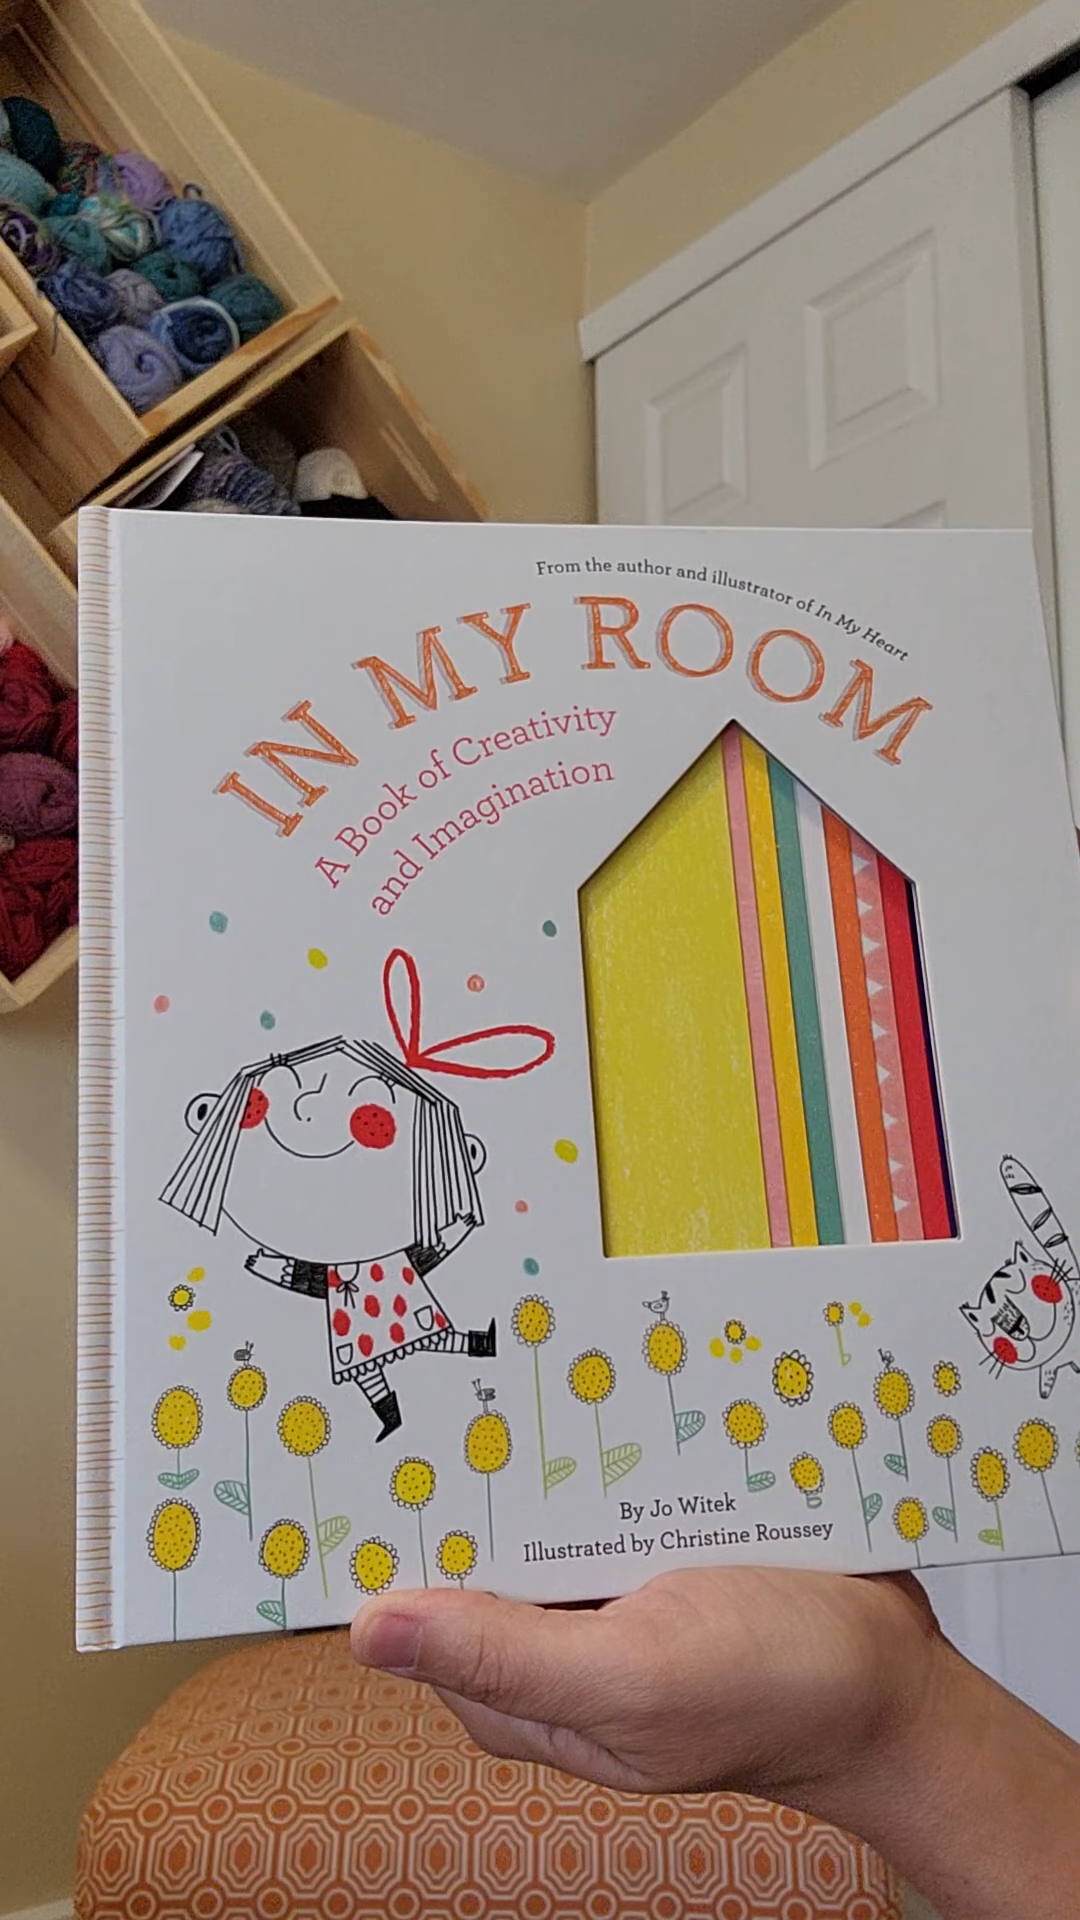 From the author and illustrator of In My Heart
IN MY ROOM
A Book of Creativity
and Imagination
By Jo Witek
Illustrated by Christine Roussey